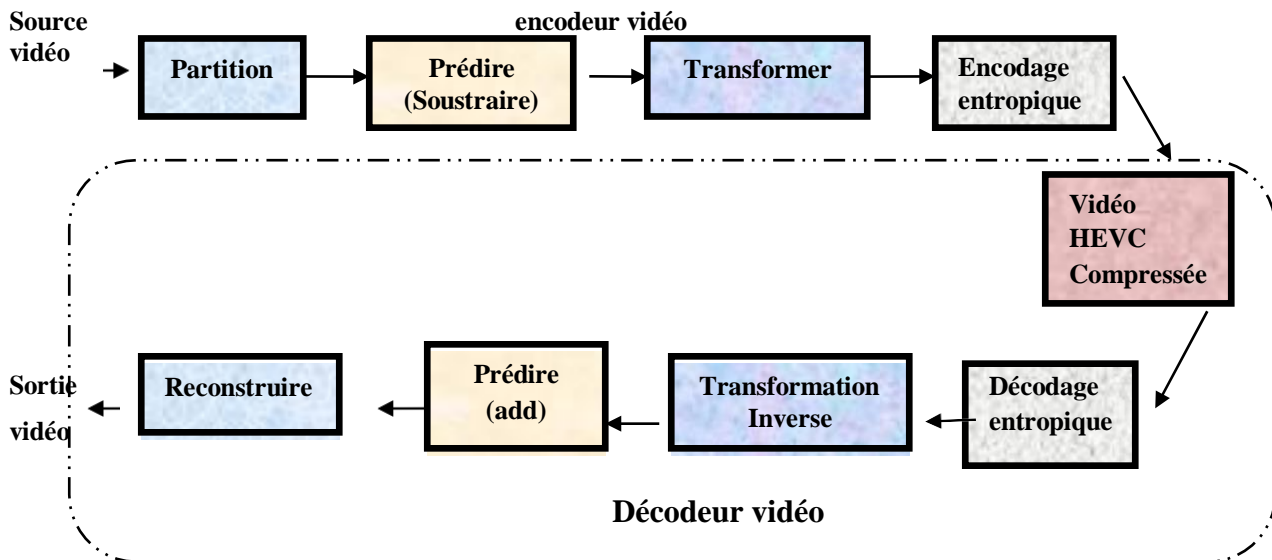 Source
vidéo
encodeur vidéo
Partition
Prédire
(Soustraire)
Transformer
Encodage
entropique
Vidéo
HEVC
Compressée
Décodage
entropique
Transformation
Inverse
Prédire
(add)
Reconstruire
Sortie
vidéo
Décodeur vidéo